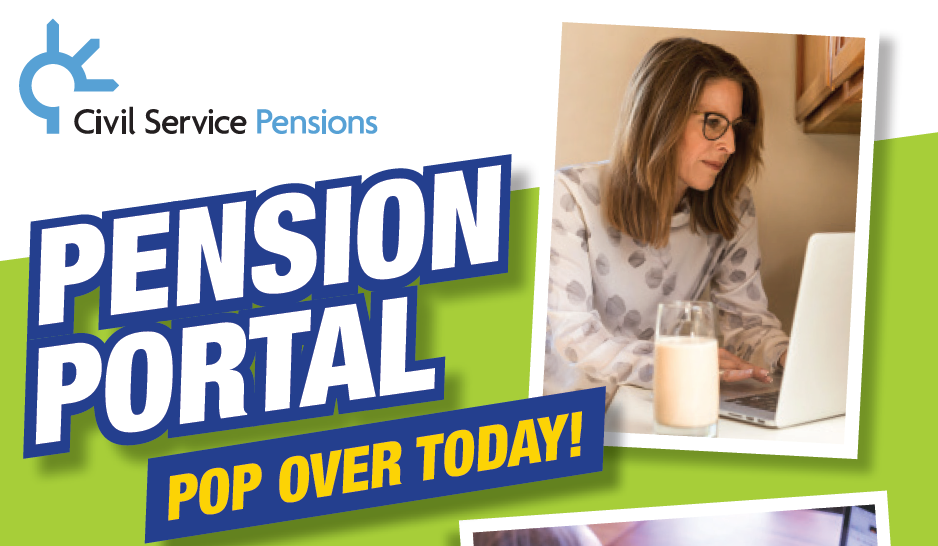 Civil Service Pensions
PENSION
PORTAL
POP OVER TODAY!